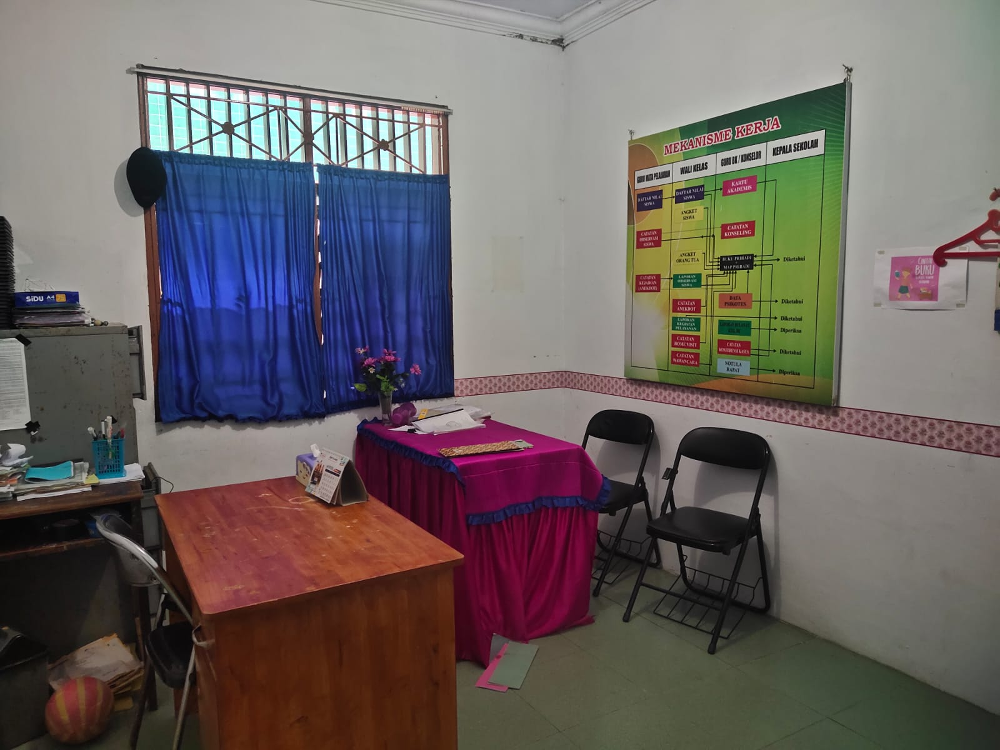 MEKANISME KERJA
GURU MATA PELAJARAN
WALI KELAS
GURU BK / KONSELOR
KEPALA SEKOLAH
DAFTAR NILAI
SISWA
DAFTAR NILAI
SISWA
KARTU
AKADEMIS
ANGKET
SISWA
CATATAN
OBSERVASI
SISWA
CATATAN
KONSELING
ANGKET
ORANG TUA
BUKU PRIBADI
MAP PRIBADI
Diketahui
CATATAN
KEJADIAN
(ANEKDOT)
LAPORAN
OBSERVASI
SISWA
CATATAN
ANEKDOT
DATA
PSIKOTES
Diketahui
LAPORAN
KEGIATAN
PELAYANAN
LAPORAN BULANAN
Diketahui
Diperiksa
CATATAN
HOME VISIT
CATATAN
KONFERENSI KASUS
Diketahui
CATATAN
WAWANCARA
NOTULA
RAPAT
Diperiksa
CINTAI
BUKU
SiDU A4